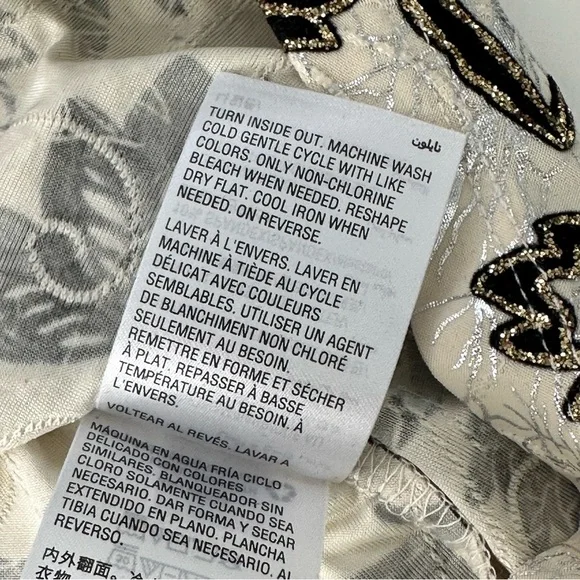 نايلون
TURN INSIDE OUT. MACHINE WASH
COLD GENTLE CYCLE WITH LIKE
COLORS. ONLY NON-CHLORINE
BLEACH WHEN NEEDED. RESHAPE
DRY FLAT. COOL IRON WHEN
NEEDED. ON REVERSE.
LAVER À L'ENVERS. LAVER EN
MACHINE À TIÈDE AU CYCLE
DÉLICAT AVEC COULEURS
SEMBLABLES. UTILISER UN AGENT
DE BLANCHIMENT NON CHLORÉ
SEULEMENT AU BESOIN.
REMETTRE EN FORME ET SÉCHER
À PLAT. REPASSER À BASSE
TEMPÉRATURE AU BESOIN. À
L'ENVERS.
VOLTEAR AL REVÉS. LAVAR A
MÁQUINA EN AGUA FRÍA CICLO
DELICADO CON COLORES
SIMILARES. BLANQUEADOR SIN
CLORO SOLAMENTE CUANDO SEA
NECESARIO. DAR FORMA Y SECAR
EXTENDIDO EN PLANO. PLANCHA
TIBIA CUANDO SEA NECESARIO. AL
REVERSO.
内外翻面。
衣物